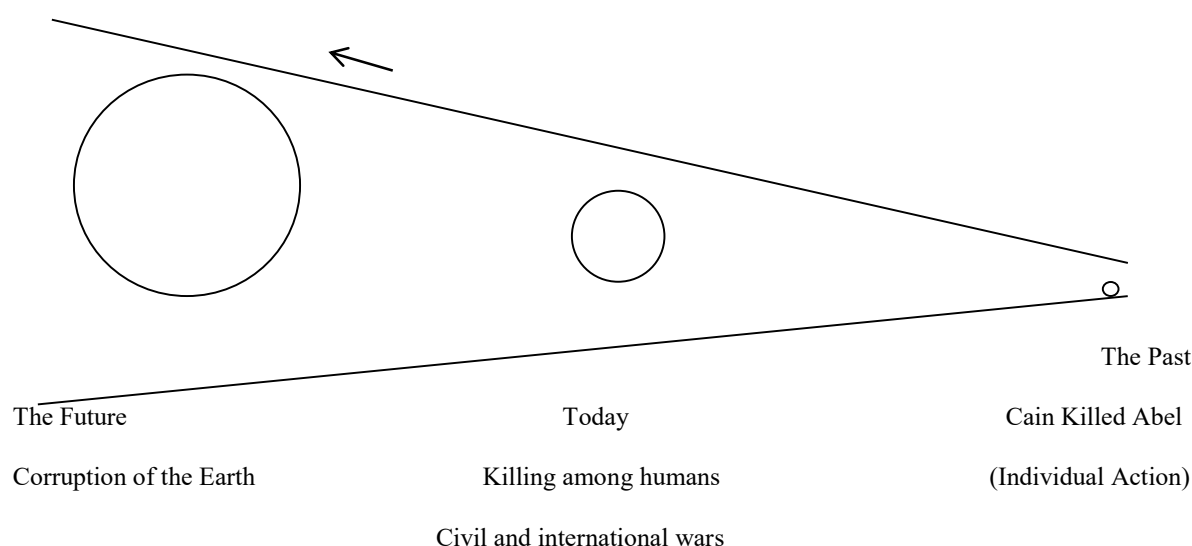 The Past
The Future Today Cain Killed Abel
Corruption of the Earth Killing among humans (Individual Action)
Civil and international wars